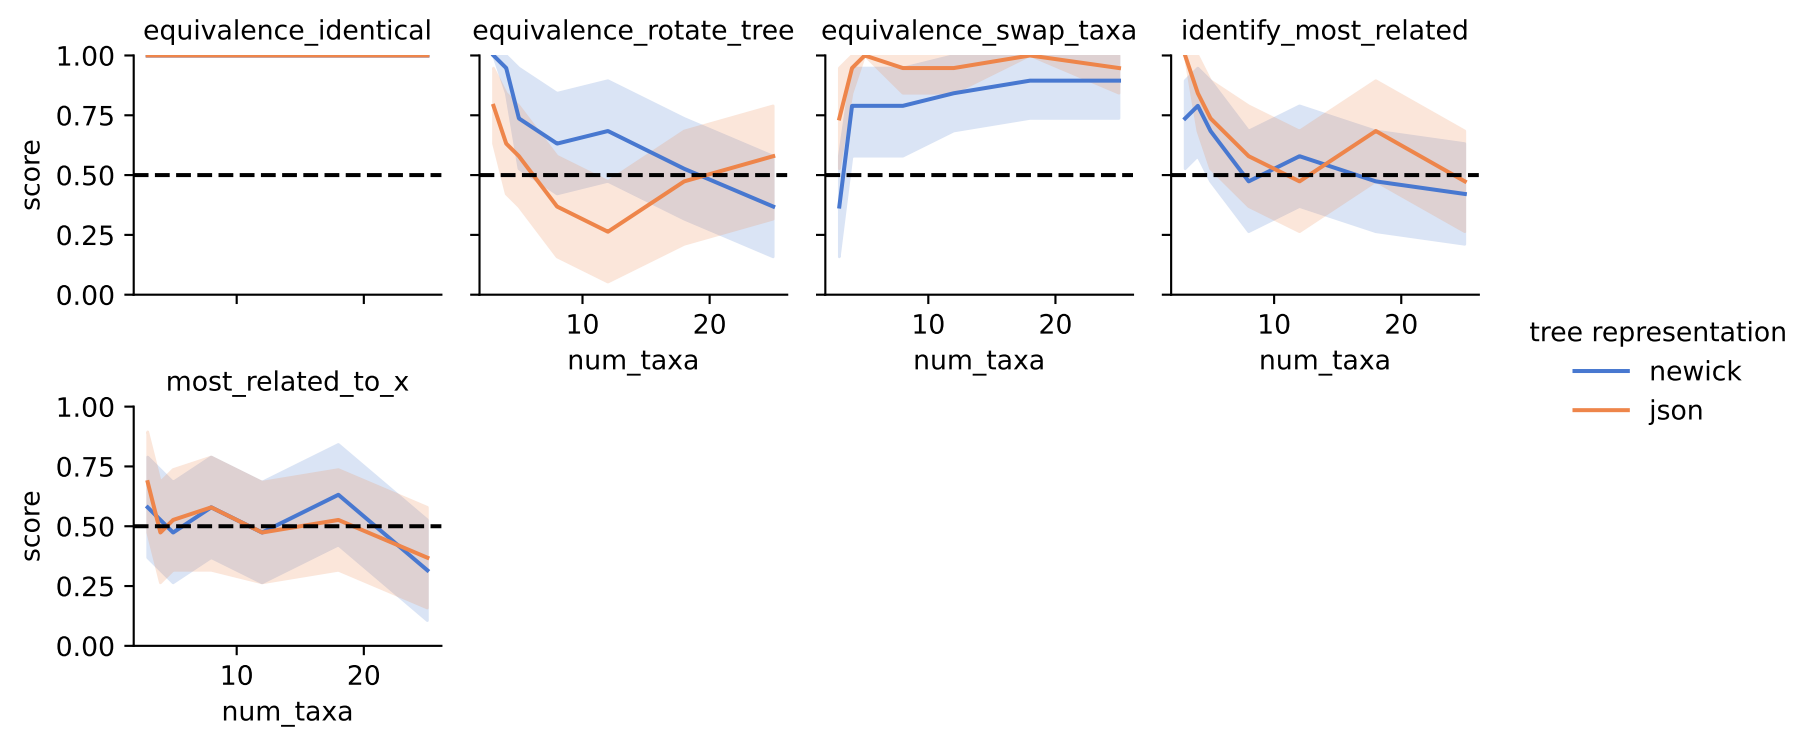 equivalence_identical
equivalence_rotate_tree
equivalence_swap_taxa
identify_most_related
1.00
0.75
0.50
0.25
0.00
score
10
20
num_taxa
10
20
num_taxa
10
20
num_taxa
tree representation
newick
json
most_related_to_x
1.00
0.75
0.50
0.25
0.00
score
10
20
num_taxa